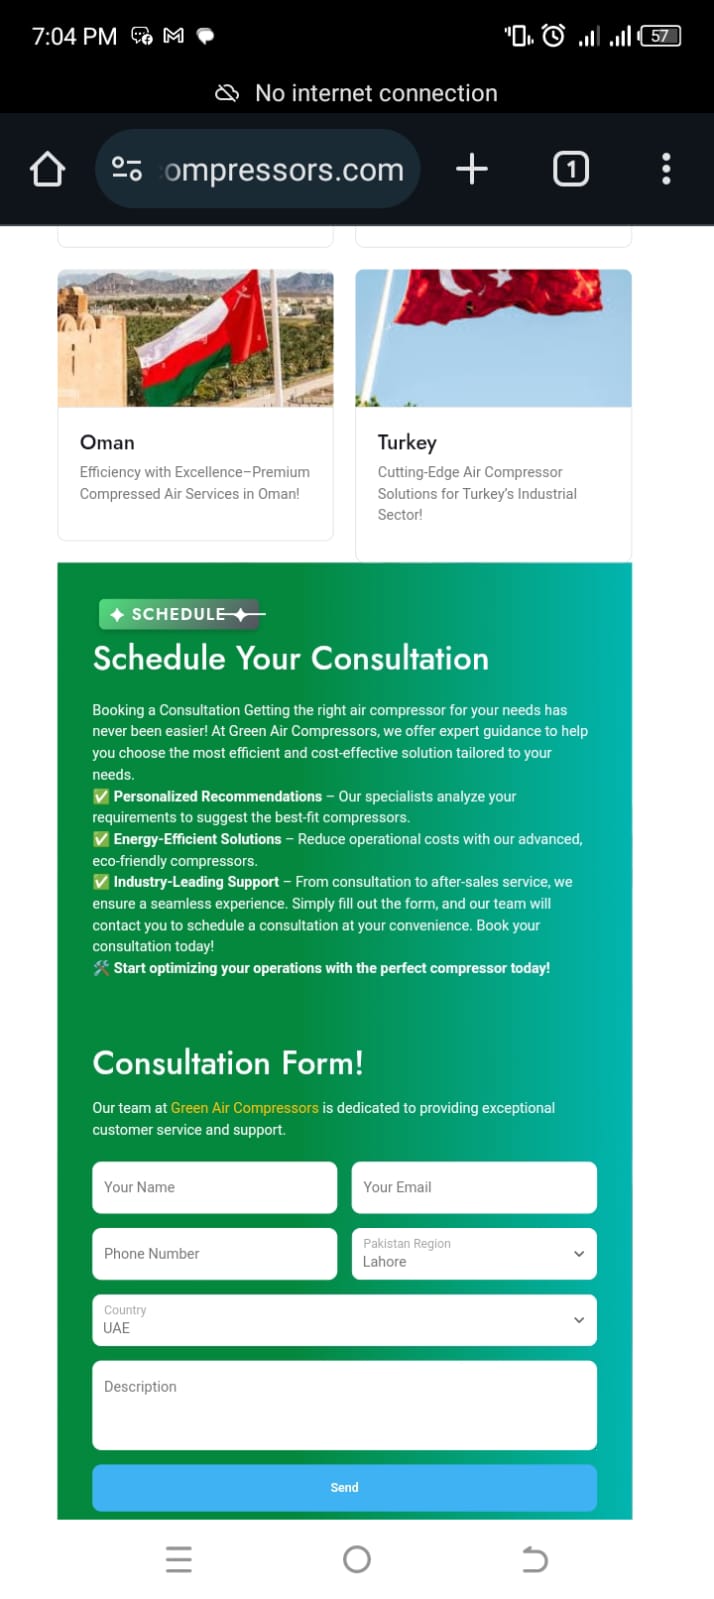 7:04 PM
57
No internet connection
ompressors.com
1
Oman
Efficiency with Excellence–Premium
Compressed Air Services in Oman!
Turkey
Cutting-Edge Air Compressor
Solutions for Turkey’s Industrial
Sector!
✦ SCHEDULE ✦
Schedule Your Consultation
Booking a Consultation Getting the right air compressor for your needs has
never been easier! At Green Air Compressors, we offer expert guidance to help
you choose the most efficient and cost-effective solution tailored to your
needs.
✅ Personalized Recommendations – Our specialists analyze your
requirements to suggest the best-fit compressors.
✅ Energy-Efficient Solutions – Reduce operational costs with our advanced,
eco-friendly compressors.
✅ Industry-Leading Support – From consultation to after-sales service, we
ensure a seamless experience. Simply fill out the form, and our team will
contact you to schedule a consultation at your convenience. Book your
consultation today!
🛠 Start optimizing your operations with the perfect compressor today!
Consultation Form!
Our team at Green Air Compressors is dedicated to providing exceptional
customer service and support.
Your Name
Your Email
Phone Number
Pakistan Region
Lahore
Country
UAE
Description
Send